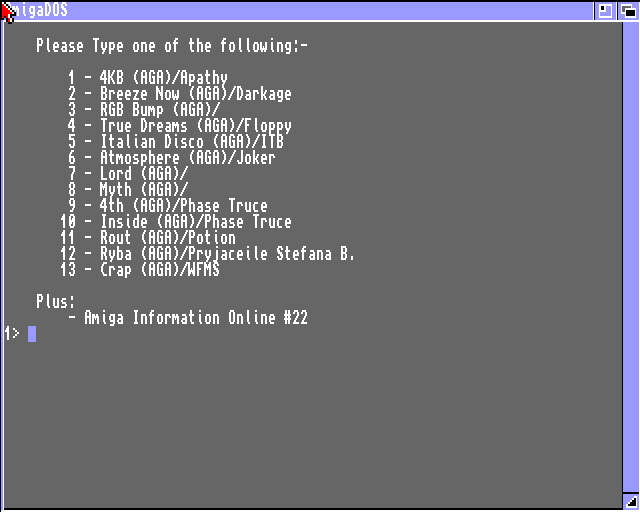 AmigaDOS
Please Type one of the following:-
1 - 4KB (AGA)/Apathy
2 - Breeze Now (AGA)/Darkage
3 - RGB Bump (AGA)/
4 - True Dreams (AGA)/Floppy
5 - Italian Disco (AGA)/ITB
6 - Atmosphere (AGA)/Joker
7 - Lord (AGA)/
8 - Myth (AGA)/
9 - 4th (AGA)/Phase Truce
10 - Inside (AGA)/Phase Truce
11 - Rout (AGA)/Potion
12 - Ryba (AGA)/Pryjaceile Stefana B.
13 - Crap (AGA)/WFMS
Plus:
- Amiga Information Online #22
1>